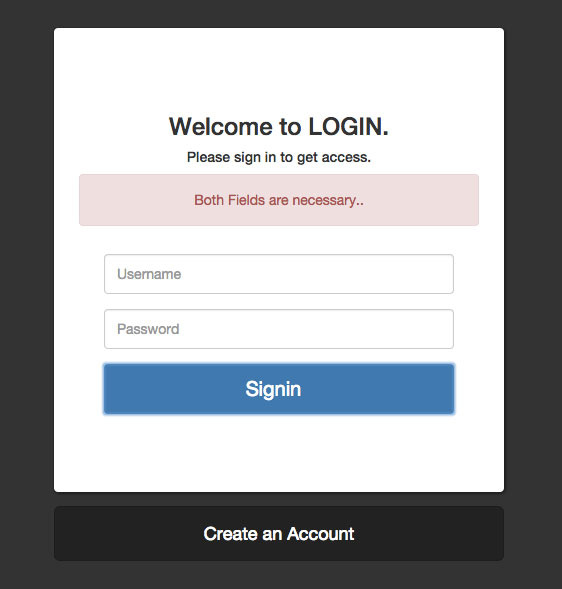 Welcome to LOGIN.
Please sign in to get access.
Both Fields are necessary..
Username
Password
Signin
Create an Account